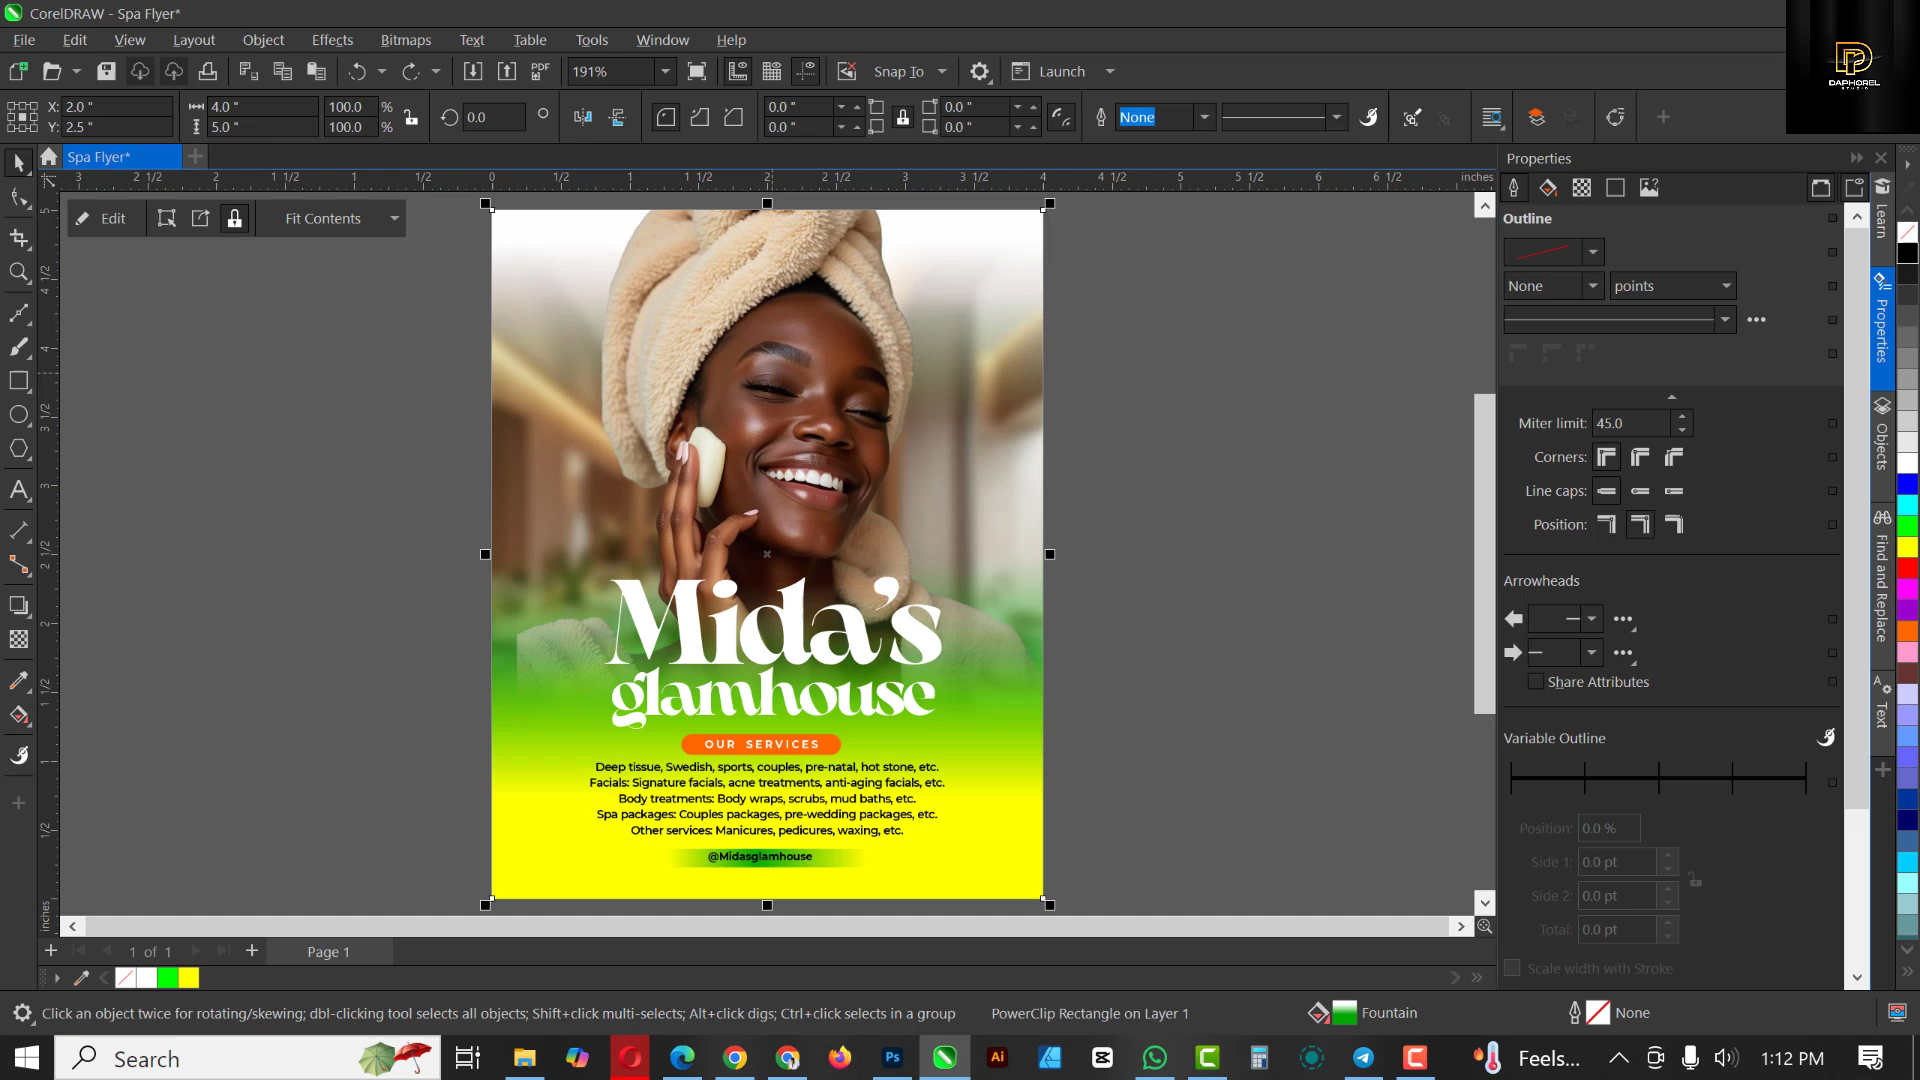 CorelDRAW - Spa Flyer*
File Edit View Layout Object Effects Bitmaps Text Table Tools Window Help
DAPHOREL
STUDIO
PDF 191% Snap To Launch
X: 2.0 " 4.0 " 100.0 % 0.0 0.0 " 0.0 " None
Y: 2.5 " 5.0 " 100.0 % 0.0 " 0.0 "
Spa Flyer*
Properties
3 2 1/2 2 1 1/2 1 1/2 0 1/2 1 1 1/2 2 2 1/2 3 3 1/2 4 4 1/2 5 5 1/2 6 6 1/2 inches
Edit Fit Contents
Outline
None points
Miter limit: 45.0
Corners:
Line caps:
Position:
Arrowheads
Share Attributes
Variable Outline
Position: 0.0 %
Side 1: 0.0 pt
Side 2: 0.0 pt
Total: 0.0 pt
Scale width with Stroke
Learn
Properties
Objects
Find and Replace
Text
Mida's
glamhouse
OUR SERVICES
Deep tissue, Swedish, sports, couples, pre-natal, hot stone, etc.
Facials: Signature facials, acne treatments, anti-aging facials, etc.
Body treatments: Body wraps, scrubs, mud baths, etc.
Spa packages: Couples packages, pre-wedding packages, etc.
Other services: Manicures, pedicures, waxing, etc.
@Midasglamhouse
inches
1 of 1 Page 1
Click an object twice for rotating/skewing; dbl-clicking tool selects all objects; Shift+click multi-selects; Alt+click digs; Ctrl+click selects in a group PowerClip Rectangle on Layer 1 Fountain None
Search Ps Ai Feels... 1:12 PM